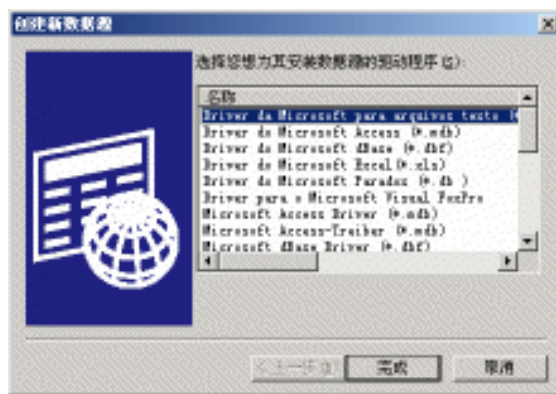 创建新数据源
选择您想为其安装数据源的驱动程序(S):
名称
Driver da Microsoft para arquivos texto (*
Driver do Microsoft Access (*.mdb)
Driver do Microsoft dBase (*.dbf)
Driver do Microsoft Excel(*.xls)
Driver do Microsoft Paradox (*.db )
Driver para o Microsoft Visual FoxPro
Microsoft Access Driver (*.mdb)
Microsoft Access-Treiber (*.mdb)
Microsoft dBase Driver (*.dbf)
< 上一步(B) 完成 取消